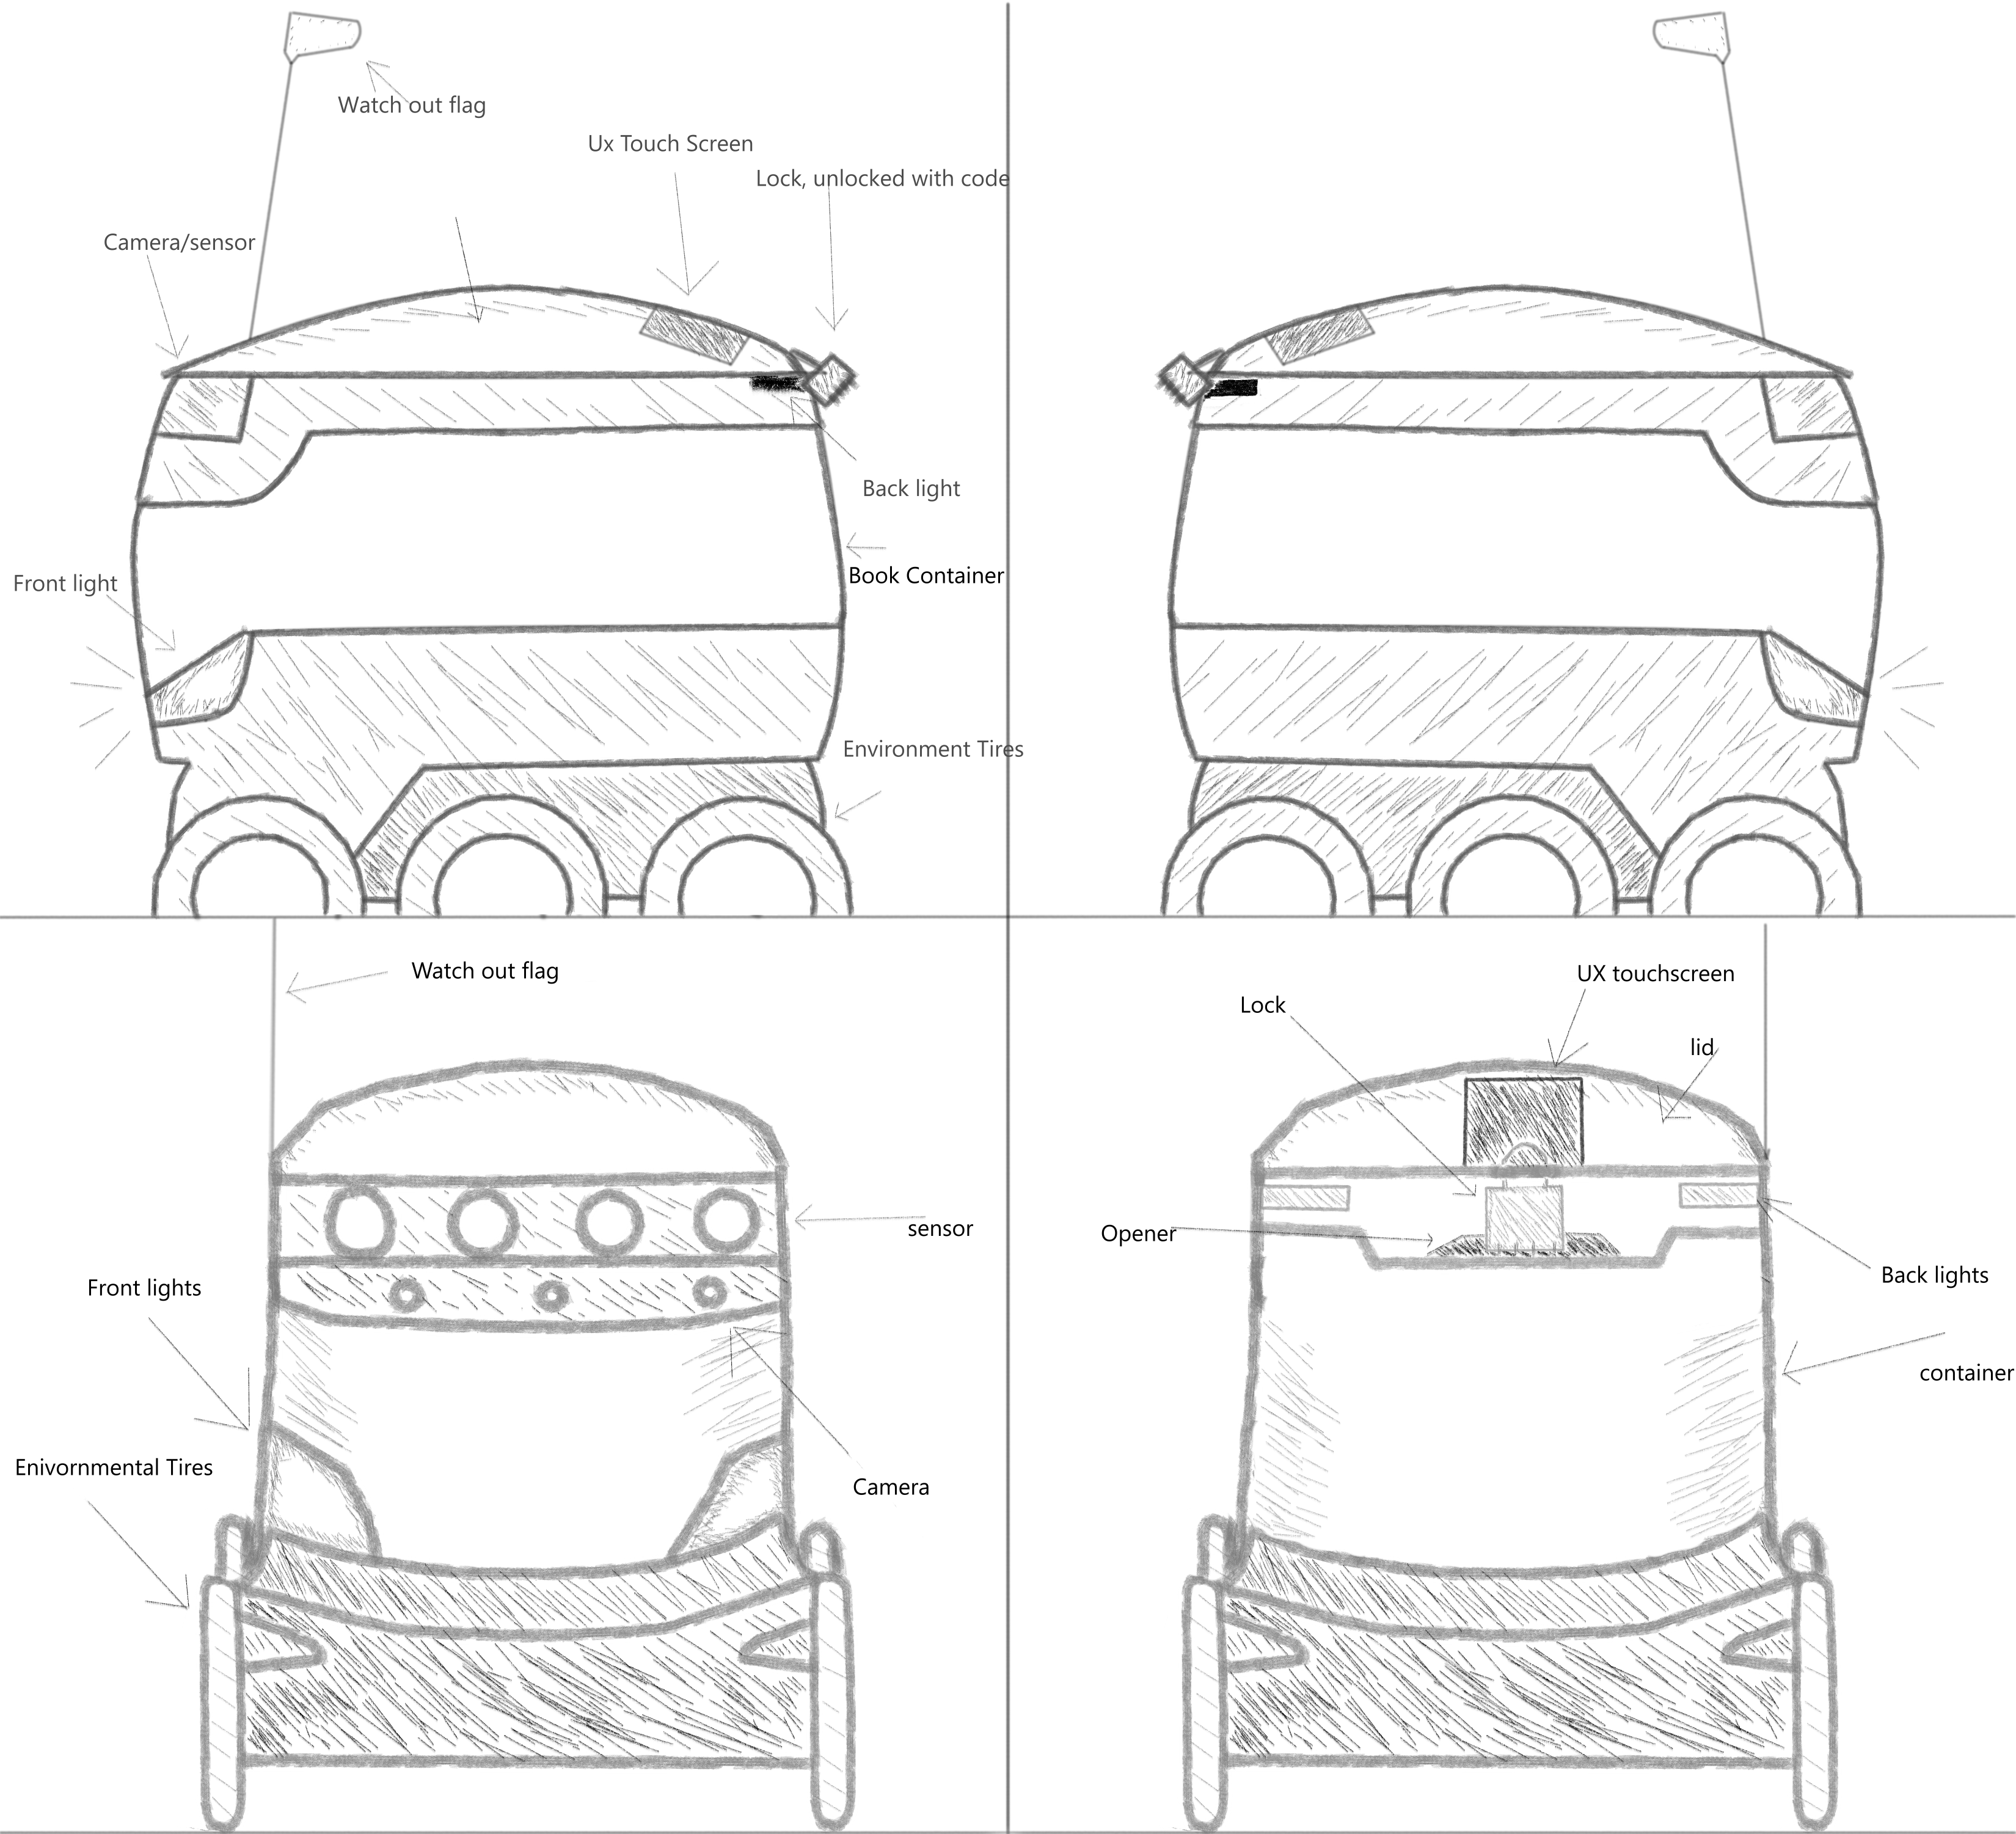 Watch out flag
Ux Touch Screen
Lock, unlocked with code
Camera/sensor
Back light
Book Container
Front light
Environment Tires
Watch out flag
sensor
Front lights
Enivornmental Tires
Camera
UX touchscreen
Lock
lid
Opener
Back lights
container